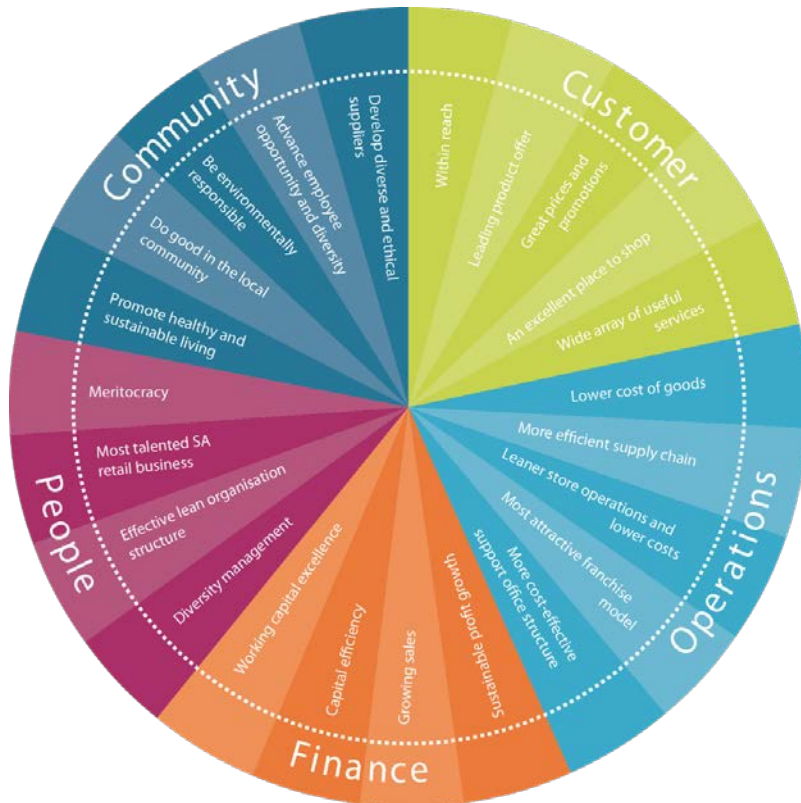 Customer
Within reach
Leading product offer
Great prices and
promotions
An excellent place to shop
Wide array of useful
services
Operations
Lower cost of goods
More efficient supply chain
Leaner store operations and
lower costs
Most attractive franchise
model
More cost-effective
support office structure
Finance
Sustainable profit growth
Growing sales
Capital efficiency
Working capital excellence
People
Diversity management
Effective lean organisation
structure
Most talented SA
retail business
Meritocracy
Community
Promote healthy and
sustainable living
Do good in the local
community
Be environmentally
responsible
Advance employee
opportunity and diversity
Develop diverse and ethical
suppliers